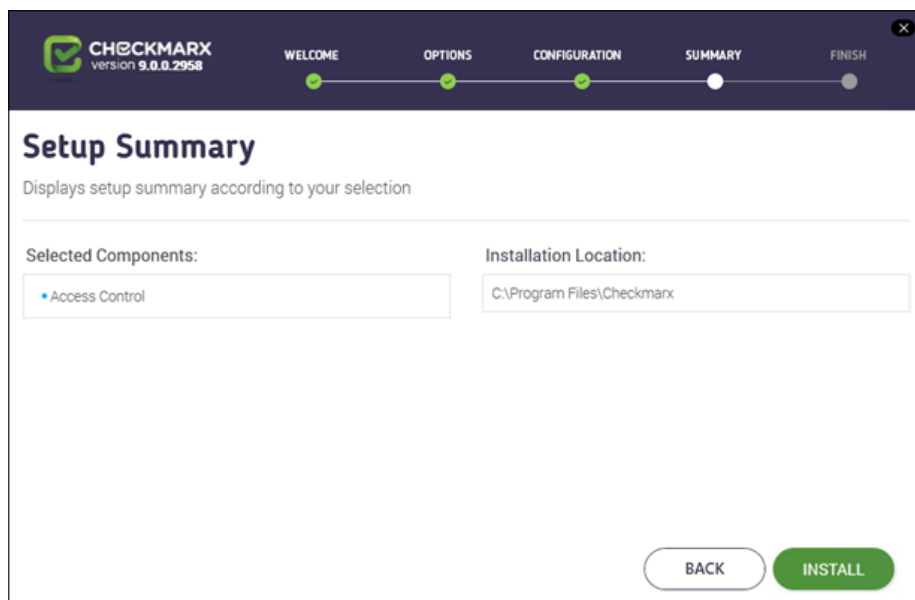 CHECKMARX
version 9.0.0.2958
WELCOME
OPTIONS
CONFIGURATION
SUMMARY
FINISH
Setup Summary
Displays setup summary according to your selection
Selected Components:
Installation Location:
• Access Control
C:\Program Files\Checkmarx
BACK
INSTALL